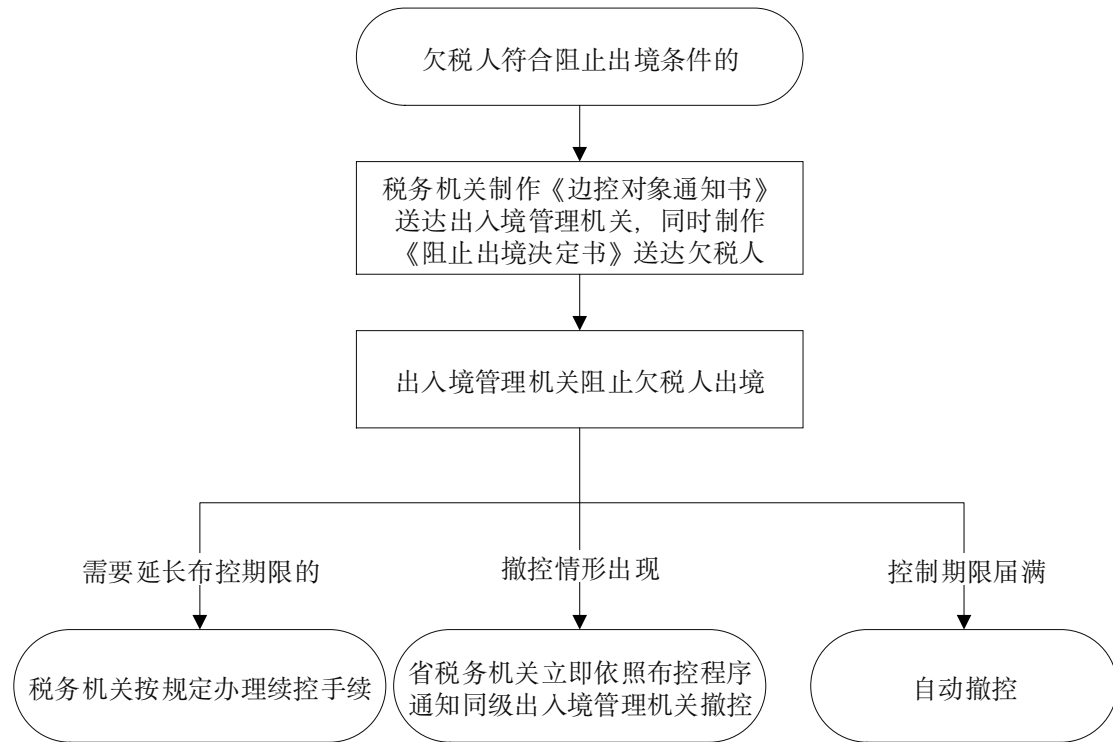 欠税人符合阻止出境条件的
税务机关制作《边控对象通知书》
送达出入境管理机关，同时制作
《阻止出境决定书》送达欠税人
出入境管理机关阻止欠税人出境
需要延长布控期限的
撤控情形出现
控制期限届满
税务机关按规定办理续控手续
省税务机关立即依照布控程序
通知同级出入境管理机关撤控
自动撤控